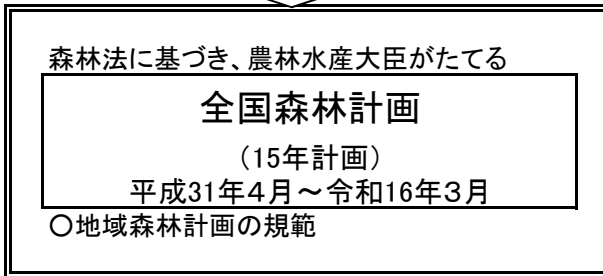 森林法に基づき、農林水産大臣がたてる
全国森林計画
（15年計画）
平成31年４月～令和16年３月
○地域森林計画の規範